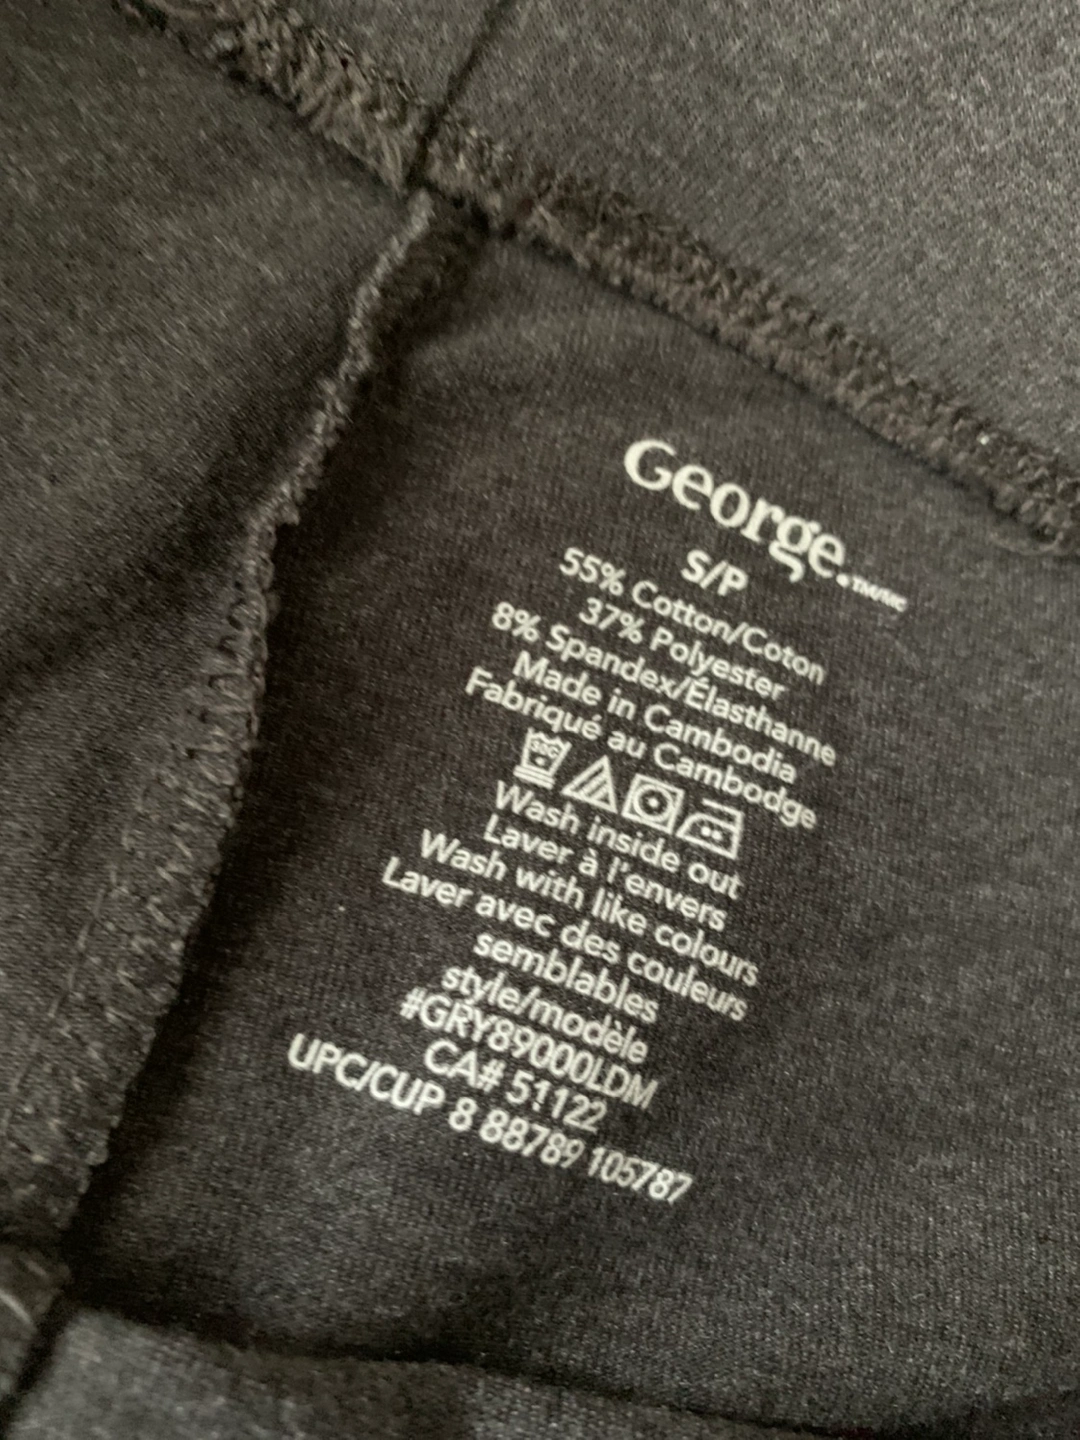 George.
S/P
55% Cotton/Coton
37% Polyester
8% Spandex/Élasthanne
Made in Cambodia
Fabriqué au Cambodge
Wash inside out
Laver à l'envers
Wash with like colours
Laver avec des couleurs
semblables
style/modèle
#GRY89000LDM
CA# 51122
UPC/CUP 8 88789 105787